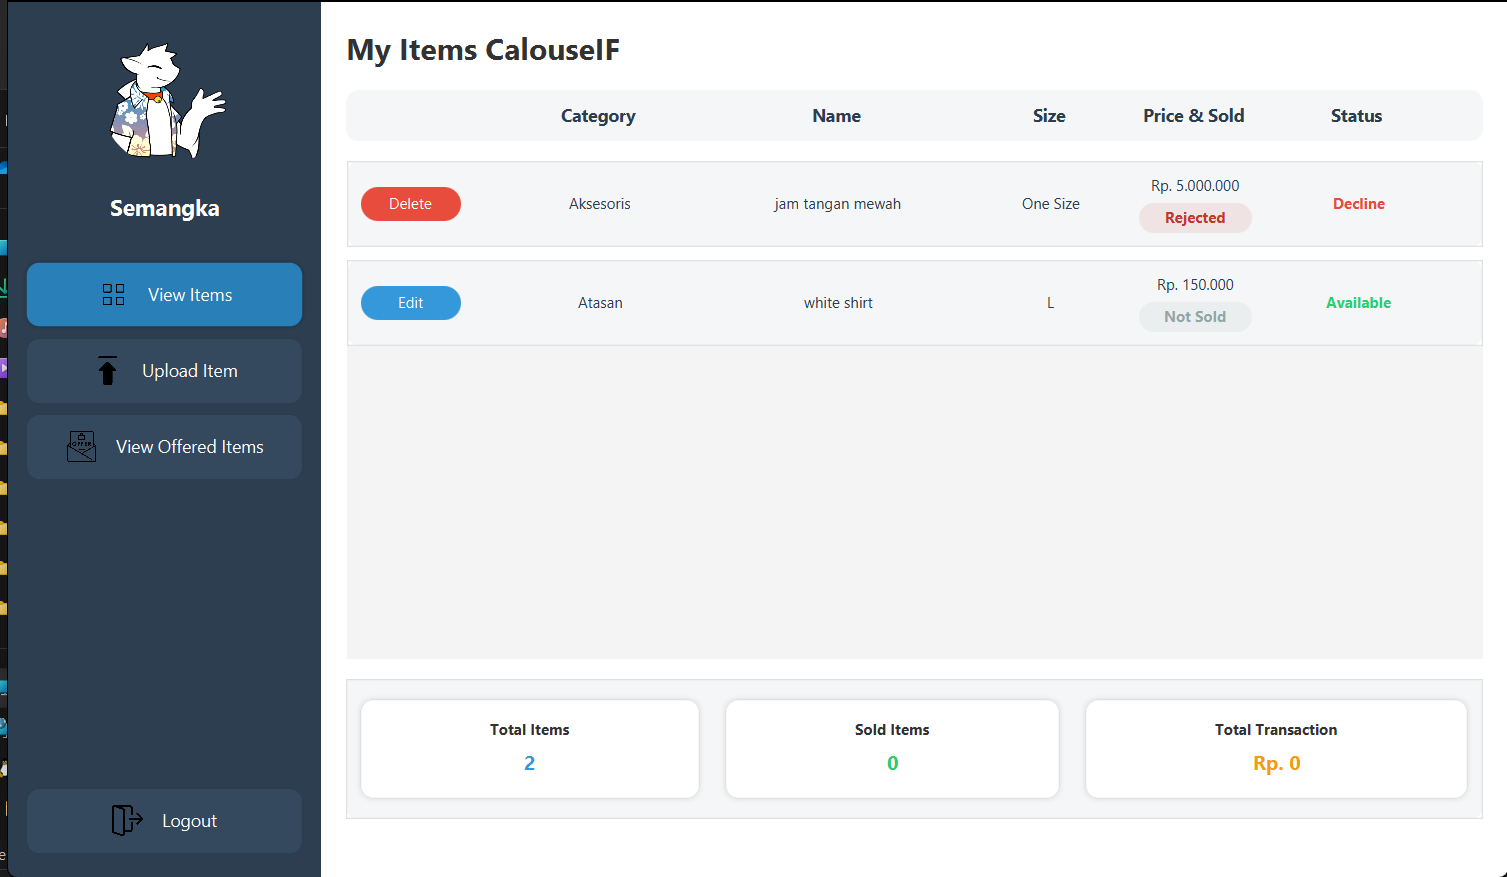 Semangka
View Items
Upload Item
OFFER
View Offered Items
Logout
My Items CalouseIF
Category Name Size Price & Sold Status
Delete Aksesoris jam tangan mewah One Size Rp. 5.000.000 Rejected Decline
Edit Atasan white shirt L Rp. 150.000 Not Sold Available
Total Items
2
Sold Items
0
Total Transaction
Rp. 0